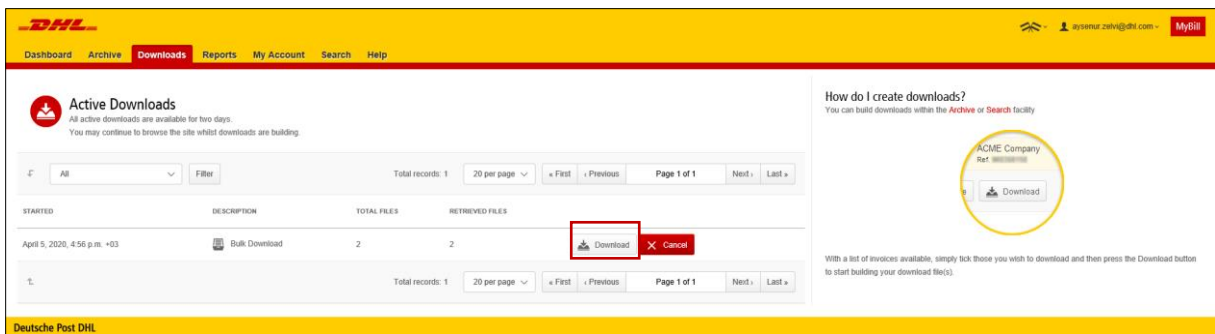 DHL
aysenur.zelvi@dhl.com
MyBill
Dashboard Archive Downloads Reports My Account Search Help
Active Downloads
All active downloads are available for two days.
You may continue to browse the site whilst downloads are building.
All Filter Total records: 1 20 per page « First ‹ Previous Page 1 of 1 Next › Last »
STARTED DESCRIPTION TOTAL FILES RETRIEVED FILES
April 5, 2020, 4:56 p.m. +03 Bulk Download 2 2 Download X Cancel
Total records: 1 20 per page « First ‹ Previous Page 1 of 1 Next › Last »
How do I create downloads?
You can build downloads within the Archive or Search facility
ACME Company
Ref.
Download
With a list of invoices available, simply tick those you wish to download and then press the Download button
to start building your download file(s).
Deutsche Post DHL